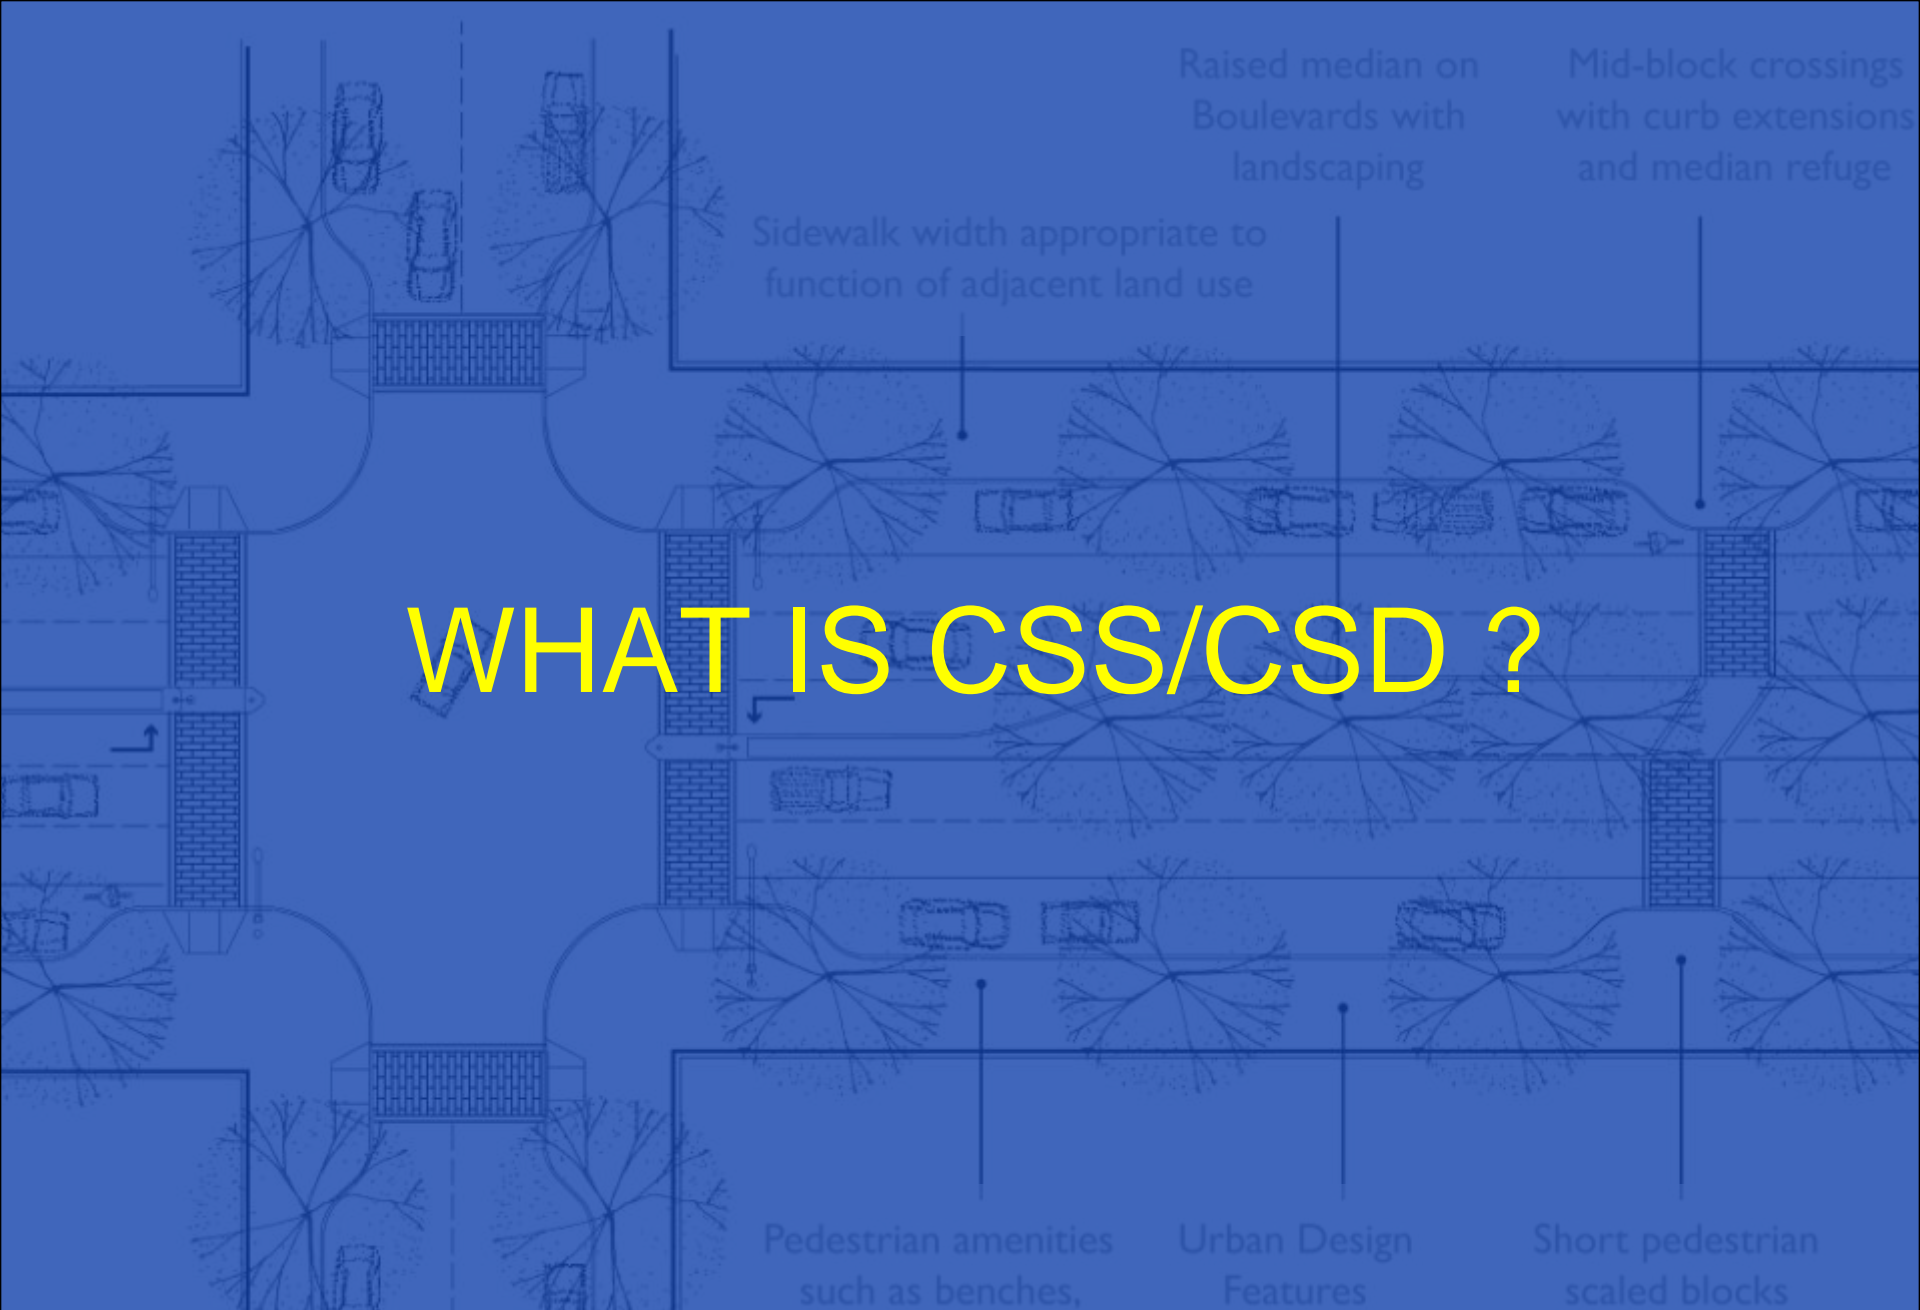 Raised median on
Boulevards with
landscaping
Mid-block crossings
with curb extensions
and median refuge
Sidewalk width appropriate to
function of adjacent land use
WHAT IS CSS/CSD ?
Pedestrian amenities
such as benches,
Urban Design
Features
Short pedestrian
scaled blocks